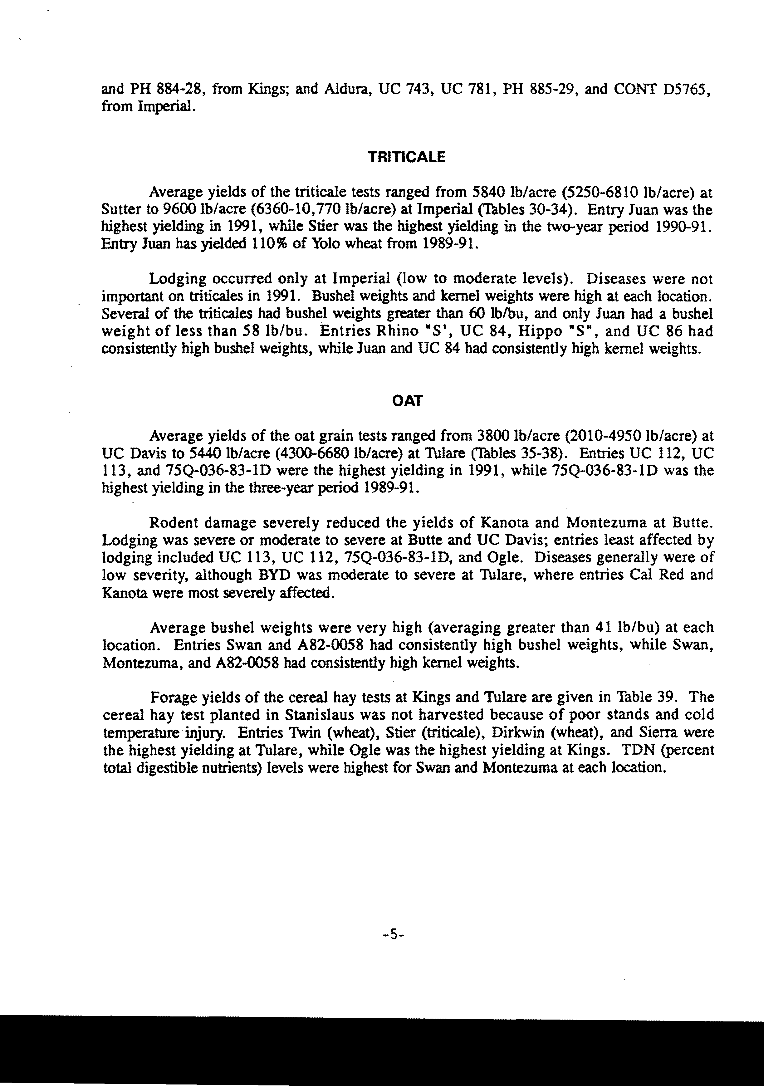 and PH 884-28, from Kings; and Aldura, UC 743, UC 781, PH 885-29, and CONT D5765,
from Imperial.
TRITICALE
Average yields of the triticale tests ranged from 5840 lb/acre (5250-6810 lb/acre) at
Sutter to 9600 lb/acre (6360-10,770 lb/acre) at Imperial (Tables 30-34). Entry Juan was the
highest yielding in 1991, while Stier was the highest yielding in the two-year period 1990-91.
Entry Juan has yielded 110% of Yolo wheat from 1989-91.
Lodging occurred only at Imperial (low to moderate levels). Diseases were not
important on triticales in 1991. Bushel weights and kernel weights were high at each location.
Several of the triticales had bushel weights greater than 60 lb/bu, and only Juan had a bushel
weight of less than 58 lb/bu. Entries Rhino "S', UC 84, Hippo "S", and UC 86 had
consistently high bushel weights, while Juan and UC 84 had consistently high kernel weights.
OAT
Average yields of the oat grain tests ranged from 3800 lb/acre (2010-4950 lb/acre) at
UC Davis to 5440 lb/acre (4300-6680 lb/acre) at Tulare (Tables 35-38). Entries UC 112, UC
113, and 75Q-036-83-1D were the highest yielding in 1991, while 75Q-036-83-1D was the
highest yielding in the three-year period 1989-91.
Rodent damage severely reduced the yields of Kanota and Montezuma at Butte.
Lodging was severe or moderate to severe at Butte and UC Davis; entries least affected by
lodging included UC 113, UC 112, 75Q-036-83-1D, and Ogle. Diseases generally were of
low severity, although BYD was moderate to severe at Tulare, where entries Cal Red and
Kanota were most severely affected.
Average bushel weights were very high (averaging greater than 41 lb/bu) at each
location. Entries Swan and A82-0058 had consistently high bushel weights, while Swan,
Montezuma, and A82-0058 had consistently high kernel weights.
Forage yields of the cereal hay tests at Kings and Tulare are given in Table 39. The
cereal hay test planted in Stanislaus was not harvested because of poor stands and cold
temperature injury. Entries Twin (wheat), Stier (triticale), Dirkwin (wheat), and Sierra were
the highest yielding at Tulare, while Ogle was the highest yielding at Kings. TDN (percent
total digestible nutrients) levels were highest for Swan and Montezuma at each location.
-5-